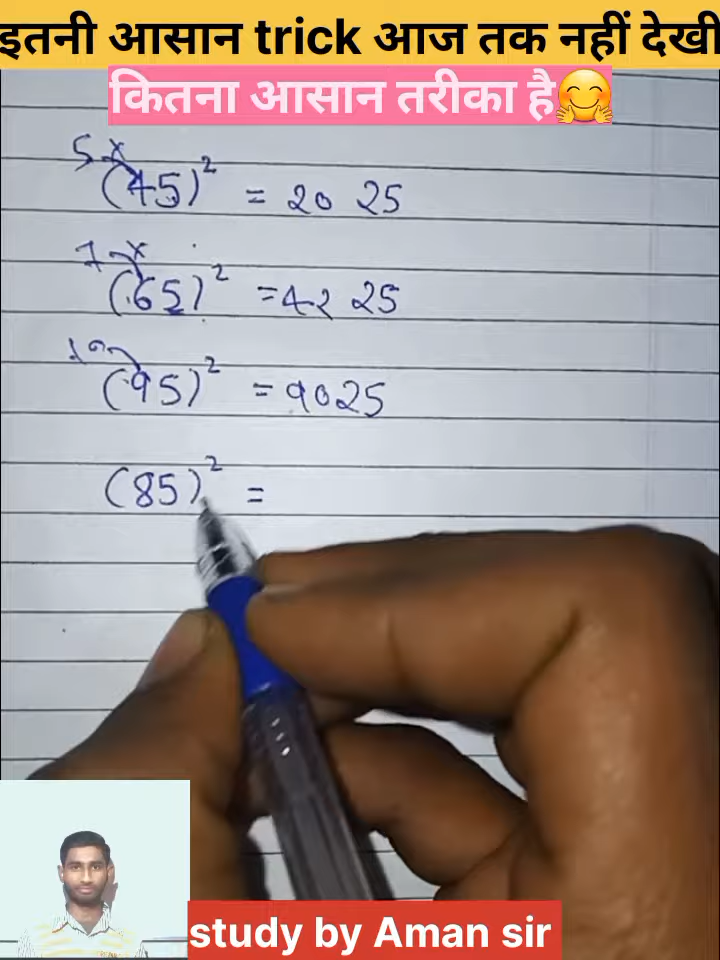 इतनी आसान trick आज तक नहीं देखी
कितना आसान तरीका है🤗
5 x
(45)² = 20 25
7 x
(65)² = 42 25
10
(95)² = 9025
(85)² =
study by Aman sir